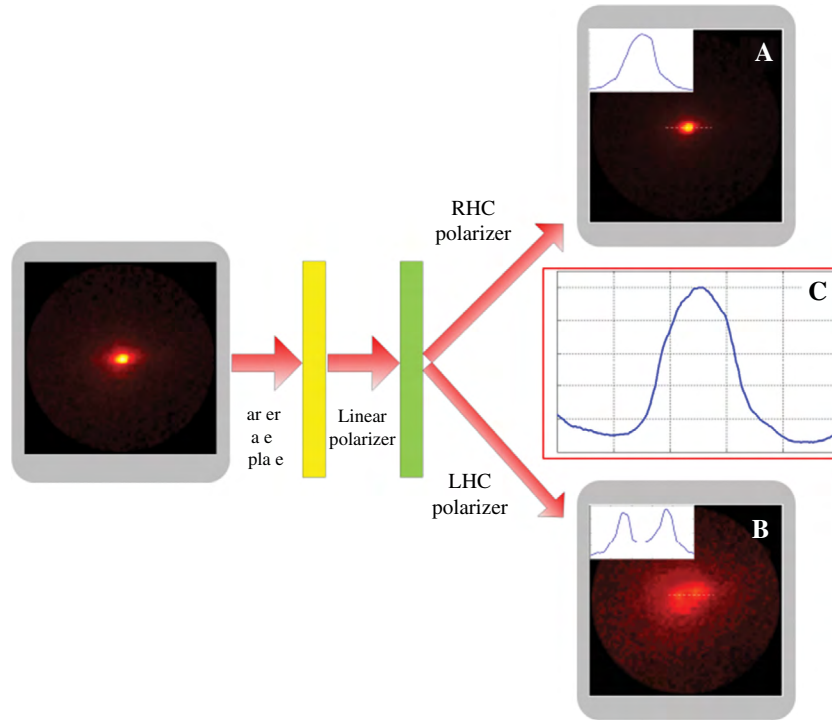 A
RHC
polarizer
C
ar er
a e
pla e
Linear
polarizer
LHC
polarizer
B